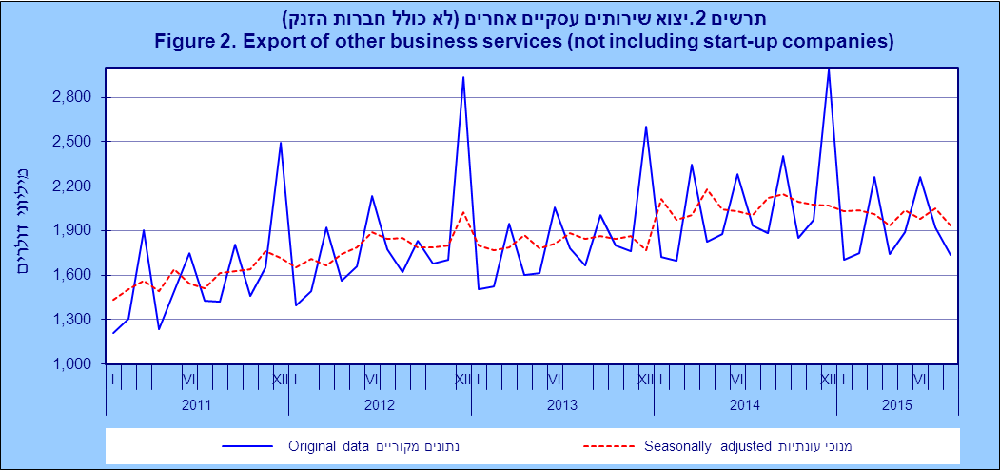 תרשים 2.יצוא שירותים עסקיים אחרים (לא כולל חברות הזנק)
Figure 2. Export of other business services (not including start-up companies)
מיליוני דולרים
2,800
2,500
2,200
1,900
1,600
1,300
1,000
I VI XII I VI XII I VI XII I VI XII I VI
2011 2012 2013 2014 2015
Original data נתונים מקוריים Seasonally adjusted מנוכי עונתיות